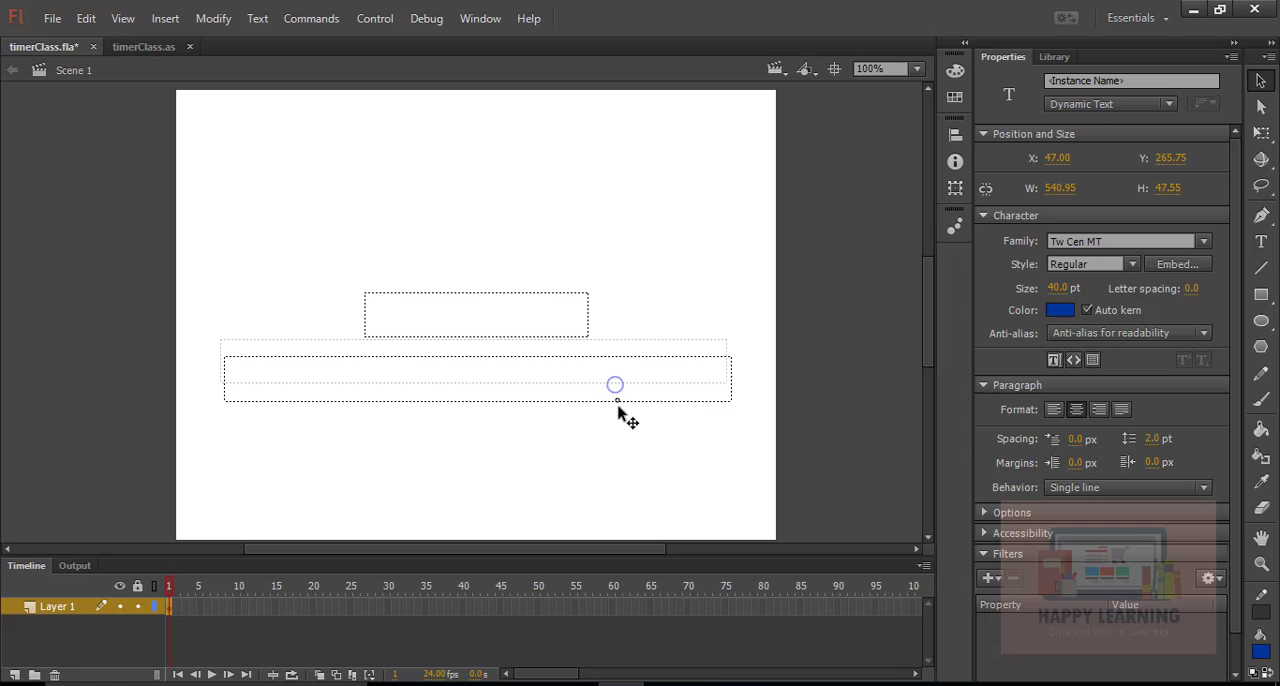 Fl File Edit View Insert Modify Text Commands Control Debug Window Help Essentials
timerClass.fla* × timerClass.as ×
Scene 1 100%
Properties Library
<Instance Name>
T Dynamic Text
Position and Size
X: 47.00 Y: 265.75
W: 540.95 H: 47.55
Character
Family: Tw Cen MT
Style: Regular Embed...
Size: 40.0 pt Letter spacing: 0.0
Color: Auto kern
Anti-alias: Anti-alias for readability
Paragraph
Format:
Spacing: 0.0 px 2.0 pt
Margins: 0.0 px 0.0 px
Behavior: Single line
Options
Accessibility
Filters
Property Value
HAPPY LEARNING
Timeline Output
1 5 10 15 20 25 30 35 40 45 50 55 60 65 70 75 80 85 90 95 10
Layer 1
1 24.00 fps 0.0 s